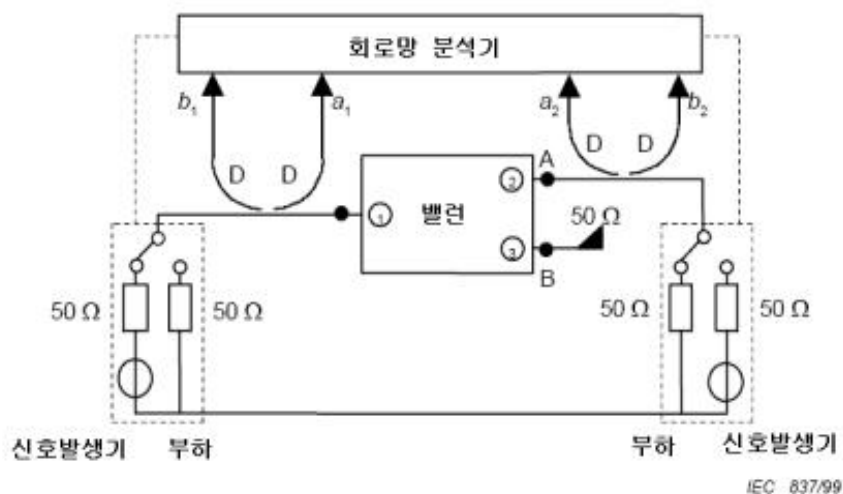 회로망 분석기
b₁ a₁ a₂ b₂
D D D D
A
① 밸런 ② 50 Ω
③
B
50 Ω 50 Ω 50 Ω 50 Ω
신호발생기 부하 부하 신호발생기
IEC 837/99